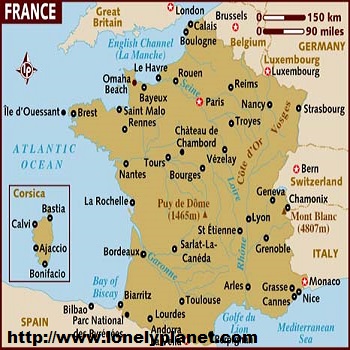 FRANCE
Great
Britain
London
Brussels
0 150 km
0 90 miles
Calais
Boulogne
Belgium
GERMANY
English Channel
(La Manche)
Luxembourg
Luxembourg
Le Havre
Rouen
Seine
Omaha
Beach
Bayeux
Reims
Paris
Nancy
Vosges
Strasbourg
Île d'Ouessant
Brest
Saint Malo
Rennes
Troyes
ATLANTIC
OCEAN
Château de
Chambord
Côte d'Or
Tours
Vézelay
Nantes
Bourges
Bern
Switzerland
Corsica
Bastia
Calvi
Ajaccio
Bonifacio
La Rochelle
Puy de Dôme
(1465m)
Loire
Geneva
Chamonix
Mont Blanc
(4807m)
Lyon
St Étienne
Grenoble
Rhône
ITALY
Bordeaux
Sarlat-La-
Canéda
Garonne
Bay of
Biscay
Monaco
Grasse
Cannes
Nice
Arles
Bilbao
Biarritz
Toulouse
Parc National
des Pyrénées
Lourdes
Andorra
Golfe du
Lion
Mediterranean
Sea
SPAIN
http://www.lonelyplanet.com